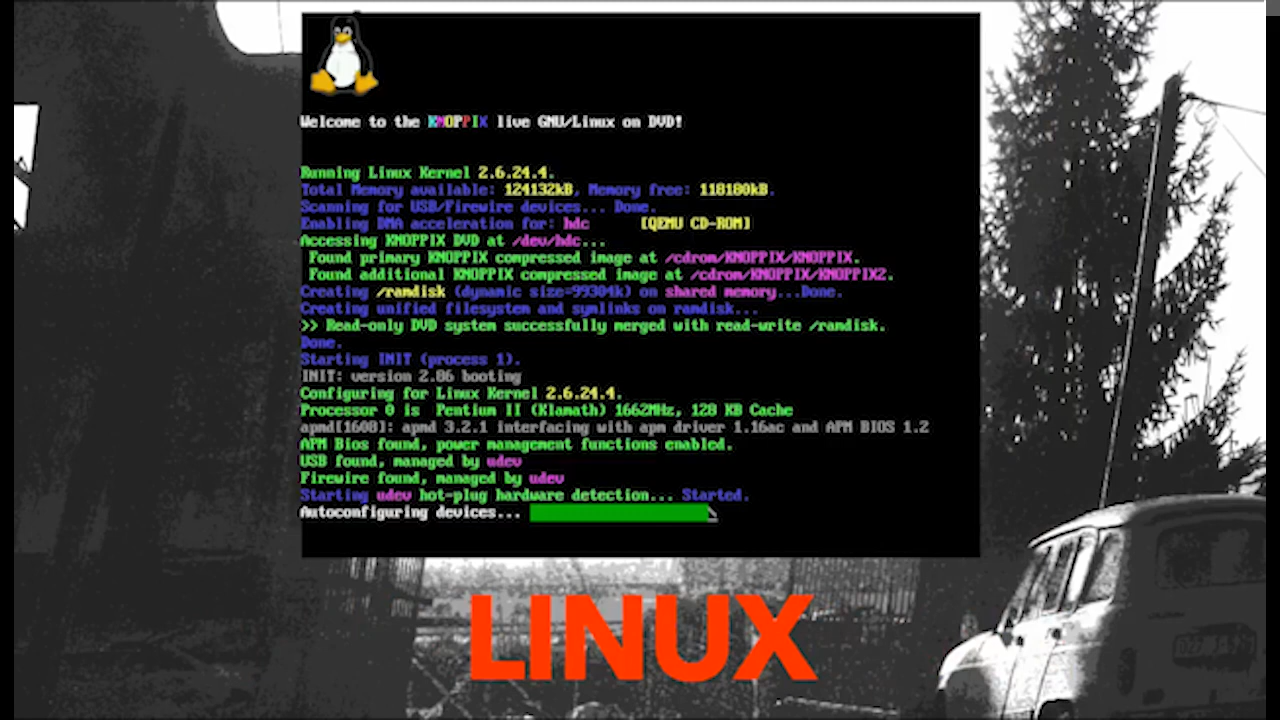 Welcome to the KNOPPIX live GNU/Linux on DVD!
Running Linux Kernel 2.6.24.4.
Total Memory available: 124132kB, Memory free: 118180kB.
Scanning for USB/Firewire devices... Done.
Enabling DMA acceleration for: hdc [QEMU CD-ROM]
Accessing KNOPPIX DVD at /dev/hdc...
Found primary KNOPPIX compressed image at /cdrom/KNOPPIX/KNOPPIX.
Found additional KNOPPIX compressed image at /cdrom/KNOPPIX/KNOPPIX2.
Creating /ramdisk (dynamic size=99304k) on shared memory...Done.
Creating unified filesystem and symlinks on ramdisk...
>> Read-only DVD system successfully merged with read-write /ramdisk.
Done.
Starting INIT (process 1).
INIT: version 2.86 booting
Configuring for Linux Kernel 2.6.24.4.
Processor 0 is Pentium II (Klamath) 1662MHz, 128 KB Cache
apmd[1608]: apmd 3.2.1 interfacing with apm driver 1.16ac and APM BIOS 1.2
APM Bios found, power management functions enabled.
USB found, managed by udev
Firewire found, managed by udev
Starting udev hot-plug hardware detection... Started.
Autoconfiguring devices...
LINUX